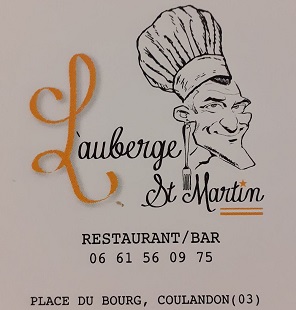 L'auberge
St Martin
RESTAURANT/BAR
06 61 56 09 75
PLACE DU BOURG, COULANDON(03)